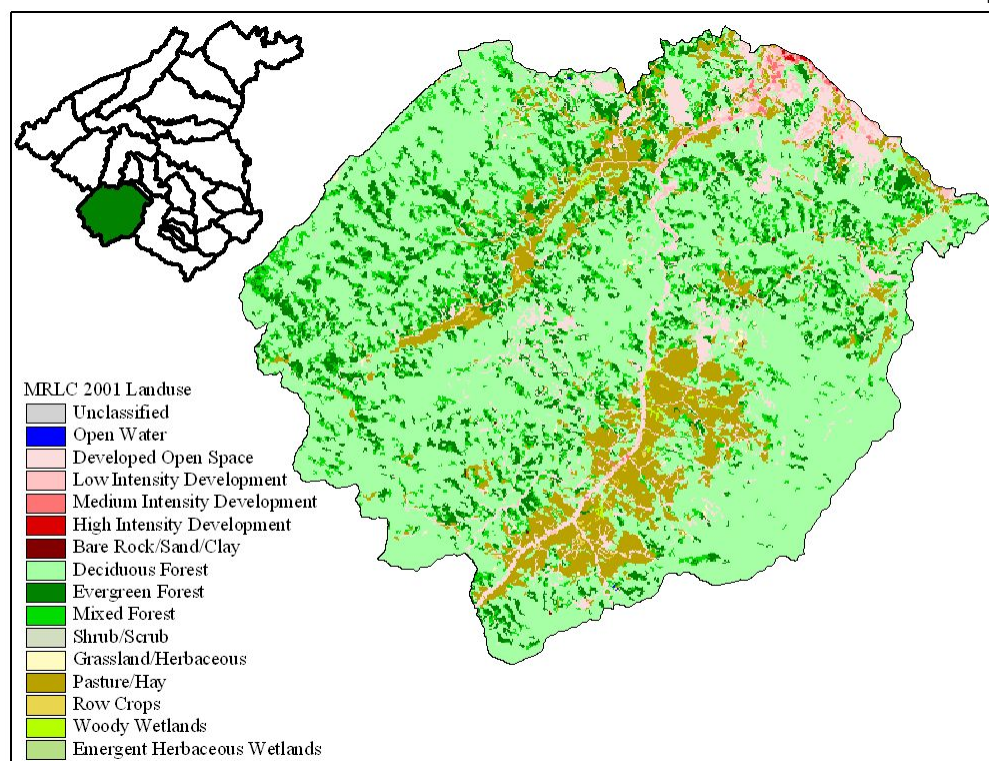 MRLC 2001 Landuse
Unclassified
Open Water
Developed Open Space
Low Intensity Development
Medium Intensity Development
High Intensity Development
Bare Rock/Sand/Clay
Deciduous Forest
Evergreen Forest
Mixed Forest
Shrub/Scrub
Grassland/Herbaceous
Pasture/Hay
Row Crops
Woody Wetlands
Emergent Herbaceous Wetlands